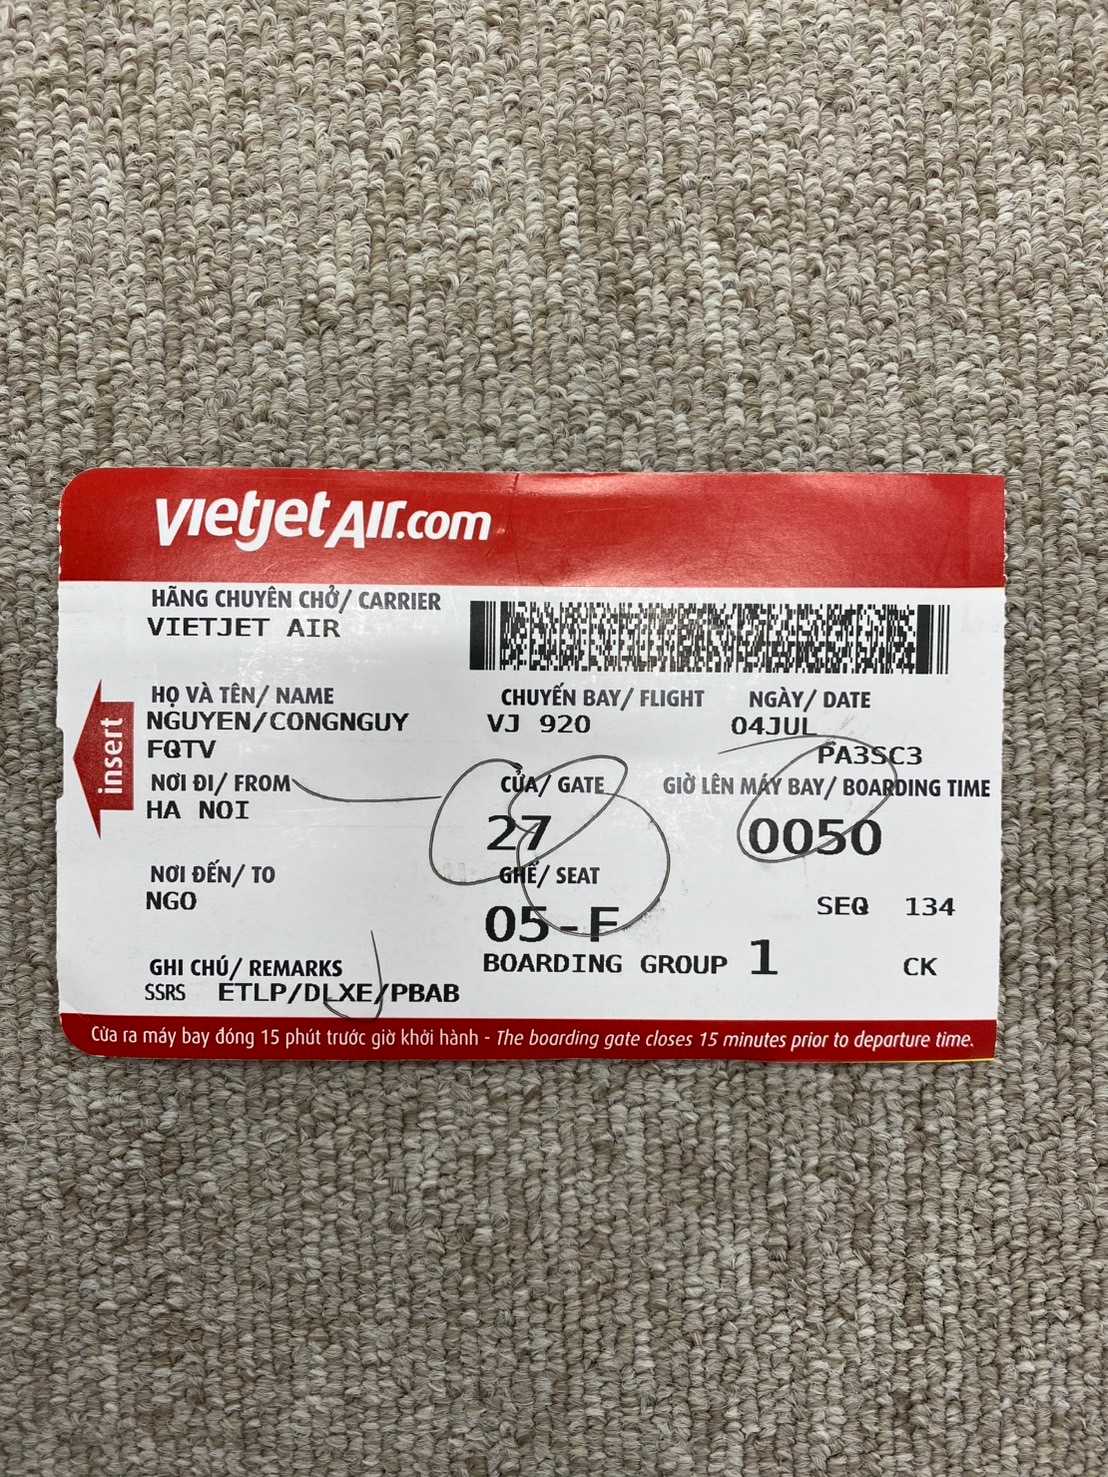 vietjetAir.com
HÃNG CHUYÊN CHỞ/ CARRIER
VIETJET AIR
HỌ VÀ TÊN/ NAME
NGUYEN/CONGNGUY
FQTV
CHUYẾN BAY/ FLIGHT
VJ 920
NGÀY/ DATE
04JUL
PA3SC3
insert
NƠI ĐI/ FROM
HA NOI
CỬA/ GATE
27
GIỜ LÊN MÁY BAY/ BOARDING TIME
0050
NƠI ĐẾN/ TO
NGO
GHẾ/ SEAT
05-F
SEQ 134
BOARDING GROUP 1
CK
GHI CHÚ/ REMARKS
SSRS ETLP/DLXE/PBAB
Cửa ra máy bay đóng 15 phút trước giờ khởi hành - The boarding gate closes 15 minutes prior to departure time.